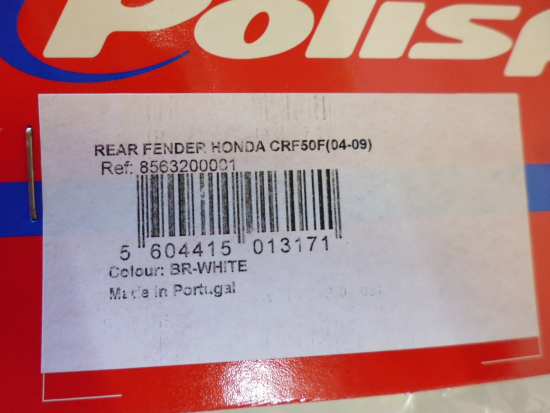 Polisp
REAR FENDER HONDA CRF50F(04-09)
Ref: 8563200001
5 604415 013171
Colour: BR-WHITE
Made in Portugal